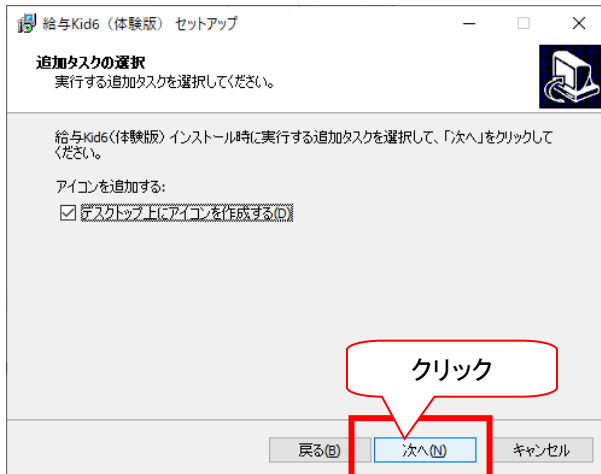 給与Kid6（体験版） セットアップ
追加タスクの選択
実行する追加タスクを選択してください。
給与Kid6（体験版） インストール時に実行する追加タスクを選択して、「次へ」をクリックして
ください。
アイコンを追加する:
デスクトップ上にアイコンを作成する(D)
クリック
戻る(B) 次へ(N) キャンセル